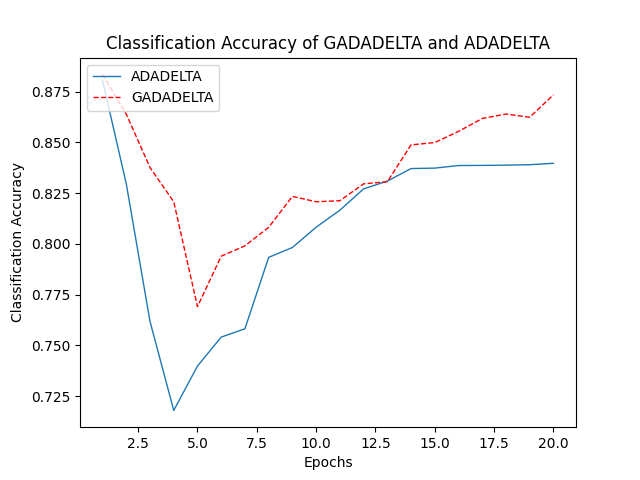 Classification Accuracy of GADADELTA and ADADELTA
ADADELTA
GADADELTA
Classification Accuracy
0.875
0.850
0.825
0.800
0.775
0.750
0.725
2.5 5.0 7.5 10.0 12.5 15.0 17.5 20.0
Epochs